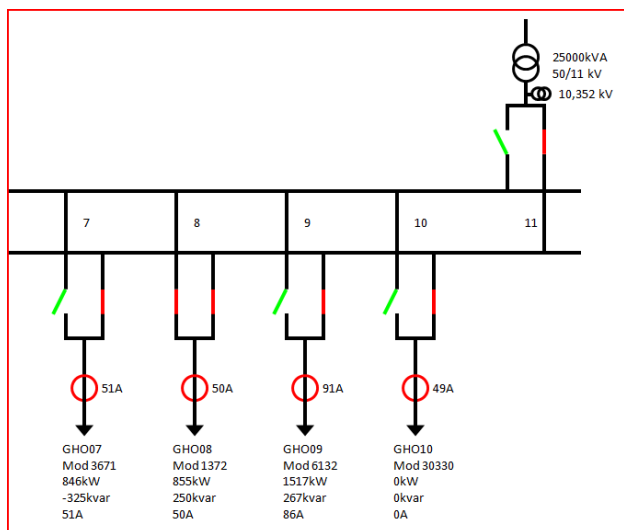 25000kVA
50/11 kV
10,352 kV
7
8
9
10
11
51A
50A
91A
49A
GHO07
Mod 3671
846kW
-325kvar
51A
GHO08
Mod 1372
855kW
250kvar
50A
GHO09
Mod 6132
1517kW
267kvar
86A
GHO10
Mod 30330
0kW
0kvar
0A